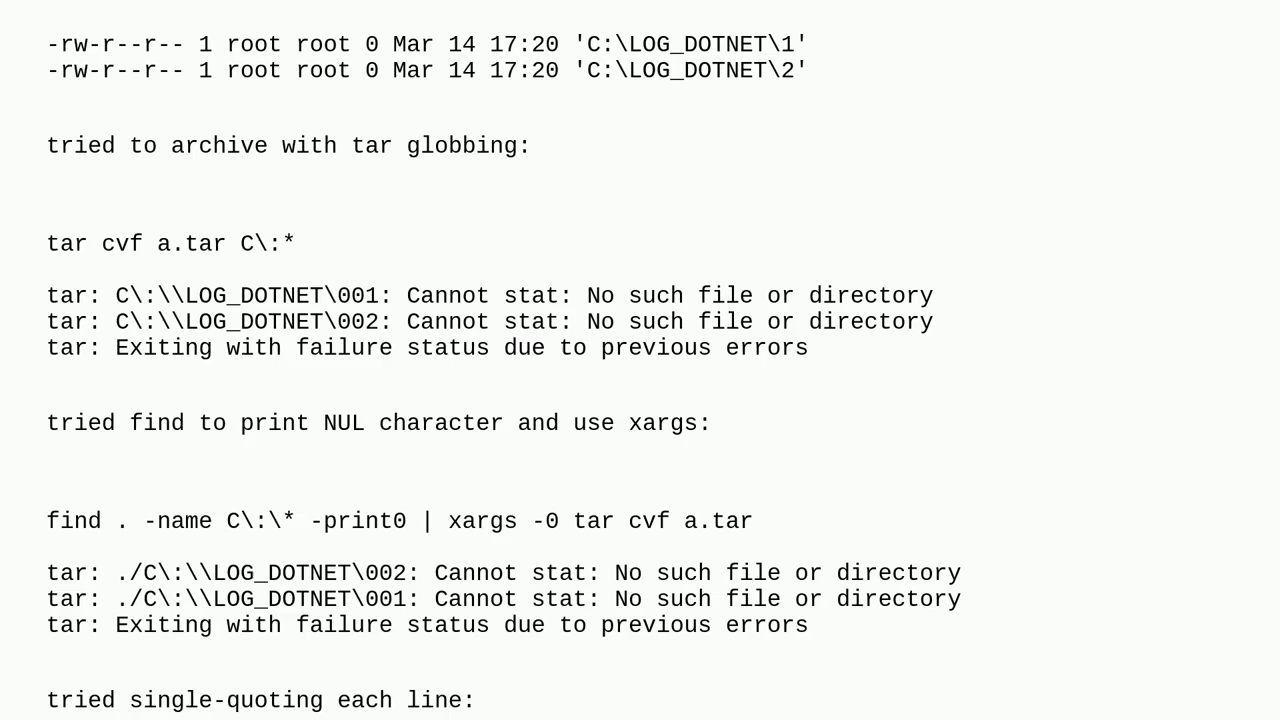 -rw-r--r-- 1 root root 0 Mar 14 17:20 'C:\LOG_DOTNET\1'
-rw-r--r-- 1 root root 0 Mar 14 17:20 'C:\LOG_DOTNET\2'
tried to archive with tar globbing:
tar cvf a.tar C\:*
tar: C\:\\LOG_DOTNET\001: Cannot stat: No such file or directory
tar: C\:\\LOG_DOTNET\002: Cannot stat: No such file or directory
tar: Exiting with failure status due to previous errors
tried find to print NUL character and use xargs:
find . -name C\:\* -print0 | xargs -0 tar cvf a.tar
tar: ./C\:\\LOG_DOTNET\002: Cannot stat: No such file or directory
tar: ./C\:\\LOG_DOTNET\001: Cannot stat: No such file or directory
tar: Exiting with failure status due to previous errors
tried single-quoting each line: